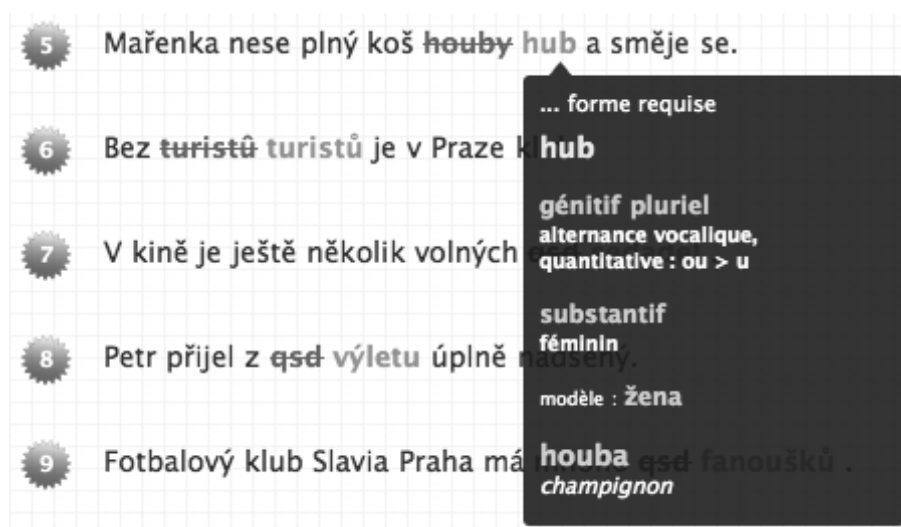 5 Mařenka nese plný koš houby hub a směje se.
6 Bez turistû turistů je v Praze
7 V kině je ještě několik volných
8 Petr přijel z qsd výletu úplně nadšený.
9 Fotbalový klub Slavia Praha má mnoho qsd fanoušků .
... forme requise
hub
génitif pluriel
alternance vocalique,
quantitative : ou > u
substantif
féminin
modèle : žena
houba
champignon